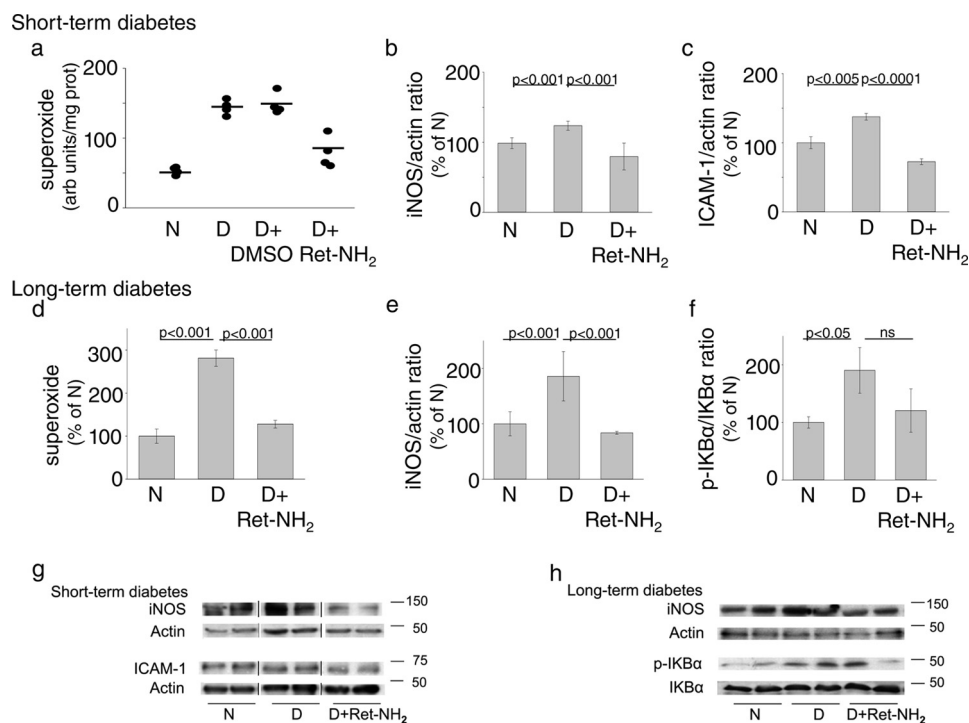 Short-term diabetes
a
superoxide
(arb units/mg prot)
200
150
100
50
0
N D D+ D+
DMSO Ret-NH₂
b
iNOS/actin ratio
(% of N)
200
100
0
p<0.001 p<0.001
N D D+
Ret-NH₂
c
ICAM-1/actin ratio
(% of N)
200
100
0
p<0.005 p<0.0001
N D D+
Ret-NH₂
Long-term diabetes
d
superoxide
(% of N)
300
200
100
0
p<0.001 p<0.001
N D D+
Ret-NH₂
e
iNOS/actin ratio
(% of N)
200
100
0
p<0.001 p<0.001
N D D+
Ret-NH₂
f
p-IKBα/IKBα ratio
(% of N)
200
100
0
p<0.05 ns
N D D+
Ret-NH₂
g
Short-term diabetes
iNOS 150
Actin 50
ICAM-1 75
Actin 50
N D D+Ret-NH₂
h
Long-term diabetes
iNOS 150
Actin 50
p-IKBα 50
IKBα 50
N D D+Ret-NH₂